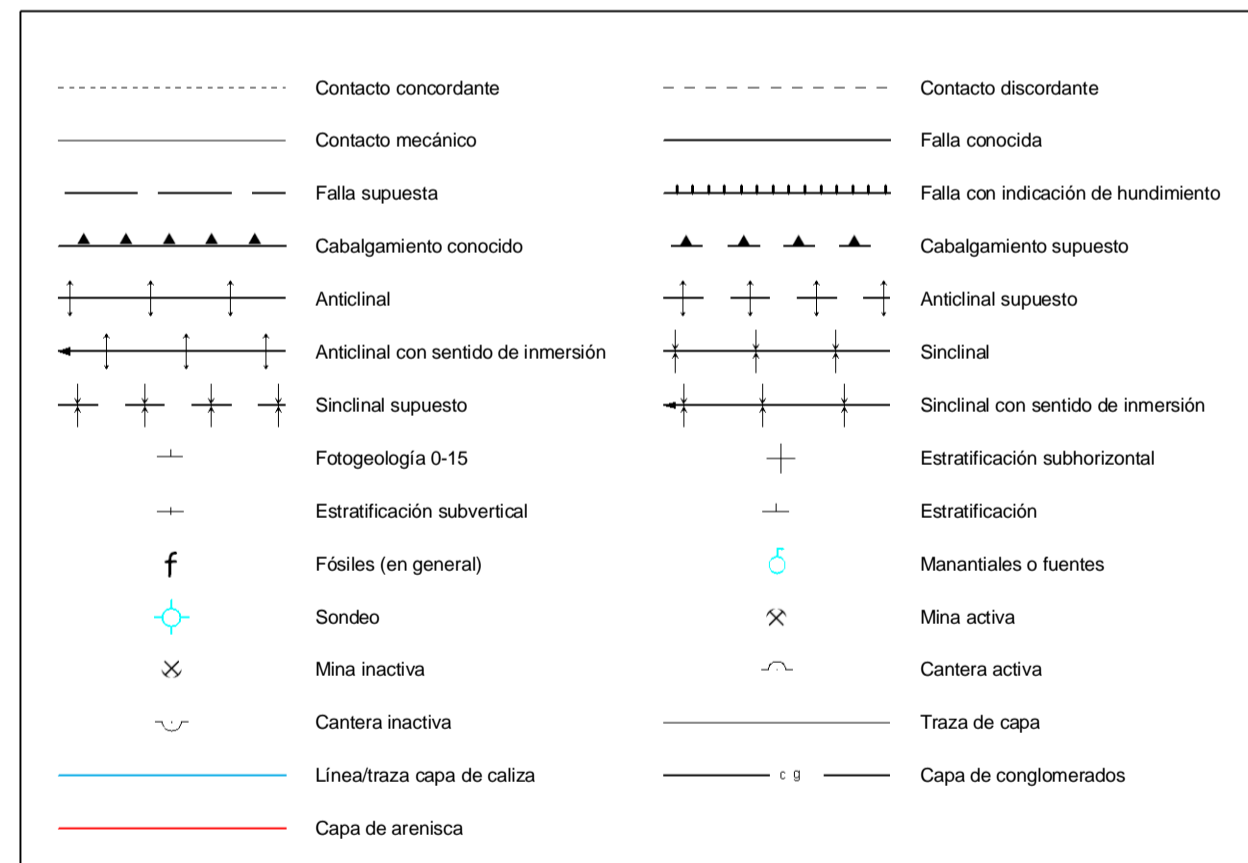 Contacto concordante
Contacto discordante
Contacto mecánico
Falla conocida
Falla supuesta
Falla con indicación de hundimiento
Cabalgamiento conocido
Cabalgamiento supuesto
Anticlinal
Anticlinal supuesto
Anticlinal con sentido de inmersión
Sinclinal
Sinclinal supuesto
Sinclinal con sentido de inmersión
Fotogeología 0-15
Estratificación subhorizontal
Estratificación subvertical
Estratificación
f
Fósiles (en general)
Manantiales o fuentes
Sondeo
Mina activa
Mina inactiva
Cantera activa
Cantera inactiva
Traza de capa
Línea/traza capa de caliza
c g
Capa de conglomerados
Capa de arenisca